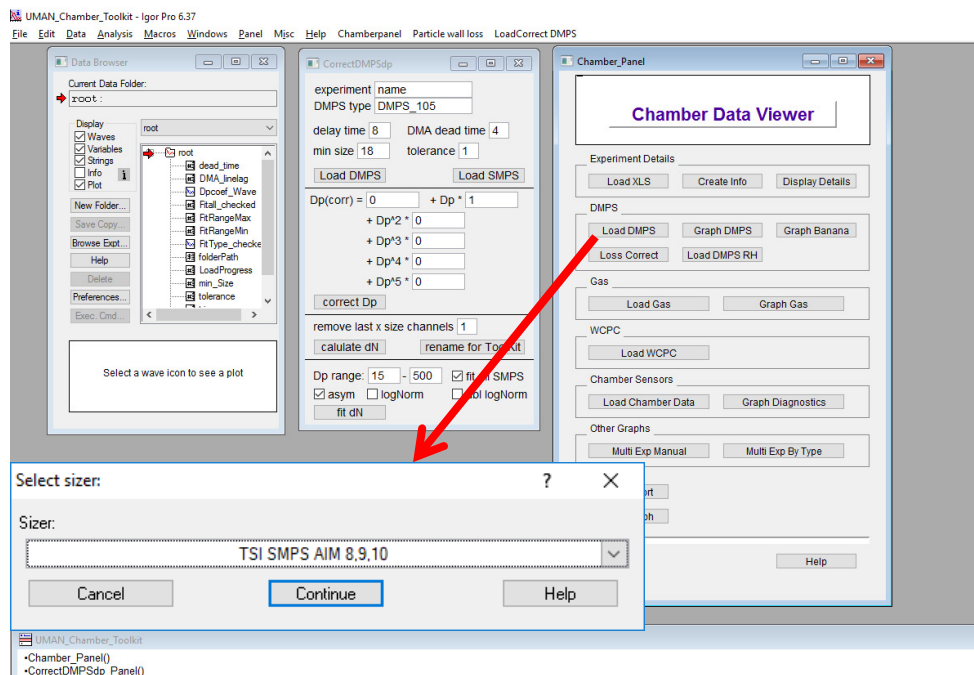 UMAN_Chamber_Toolkit - Igor Pro 6.37
File Edit Data Analysis Macros Windows Panel Misc Help Chamberpanel Particle wall loss LoadCorrect DMPS
Data Browser
Current Data Folder:
root:
Display
Waves
Variables
Strings
Info i
Plot
New Folder...
Save Copy...
Browse Expt...
Help
Delete
Preferences...
Exec. Cmd...
root
root
dead_time
DMA_linelag
Dpcoef_Wave
Fitall_checked
FitRangeMax
FitRangeMin
FitType_checke
folderPath
LoadProgress
min_Size
tolerance
Select a wave icon to see a plot
CorrectDMPSdp
experiment name
DMPS type DMPS_105
delay time 8 DMA dead time 4
min size 18 tolerance 1
Load DMPS Load SMPS
Dp(corr) = 0 + Dp * 1
+ Dp^2 * 0
+ Dp^3 * 0
+ Dp^4 * 0
+ Dp^5 * 0
correct Dp
remove last x size channels 1
calulate dN rename for Toolkit
Dp range: 15 - 500 fit all SMPS
asym logNorm dbl logNorm
fit dN
Chamber_Panel
Chamber Data Viewer
Experiment Details
Load XLS Create Info Display Details
DMPS
Load DMPS Graph DMPS Graph Banana
Loss Correct Load DMPS RH
Gas
Load Gas Graph Gas
WCPC
Load WCPC
Chamber Sensors
Load Chamber Data Graph Diagnostics
Other Graphs
Multi Exp Manual Multi Exp By Type
Help
Select sizer: ?
Sizer:
TSI SMPS AIM 8,9,10
Cancel Continue Help
UMAN_Chamber_Toolkit
•Chamber_Panel()
•CorrectDMPSdp_Panel()